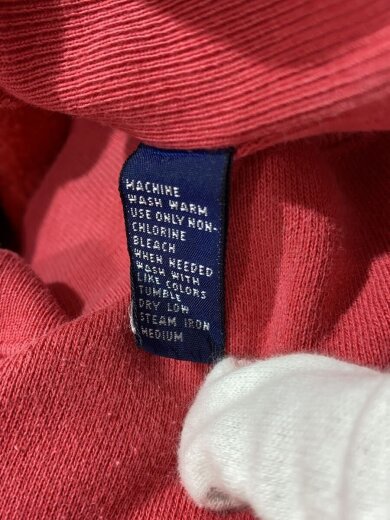 MACHINE
WASH WARM
USE ONLY NON-
CHLORINE
BLEACH
WHEN NEEDED
WASH WITH
LIKE COLORS
TUMBLE
DRY LOW
STEAM IRON
MEDIUM